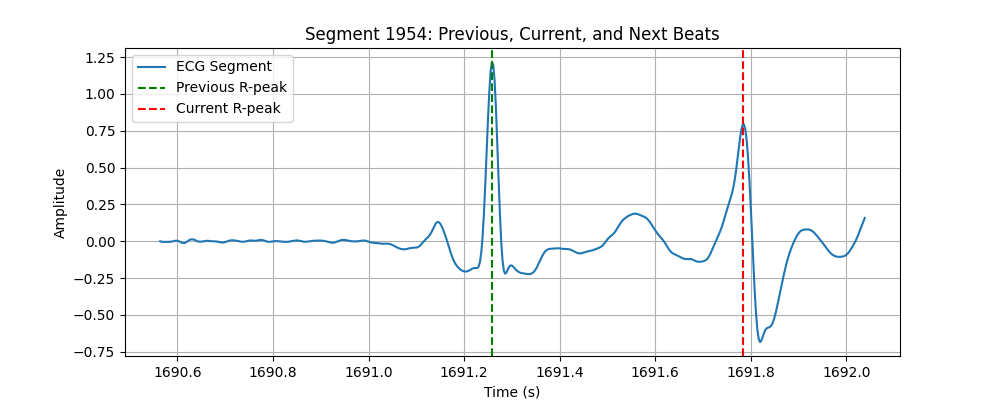 Segment 1954: Previous, Current, and Next Beats
ECG Segment
Previous R-peak
Current R-peak
1.25
1.00
0.75
0.50
0.25
0.00
−0.25
−0.50
−0.75
Amplitude
1690.6 1690.8 1691.0 1691.2 1691.4 1691.6 1691.8 1692.0
Time (s)